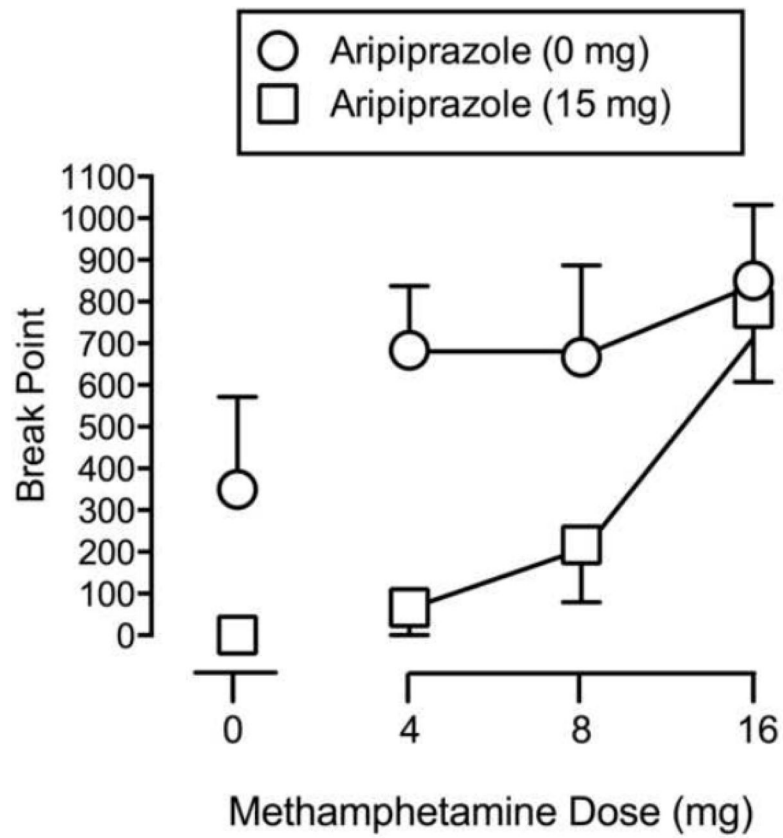 Aripiprazole (0 mg)
Aripiprazole (15 mg)
1100
1000
900
800
700
600
500
400
300
200
100
0
Break Point
0 4 8 16
Methamphetamine Dose (mg)